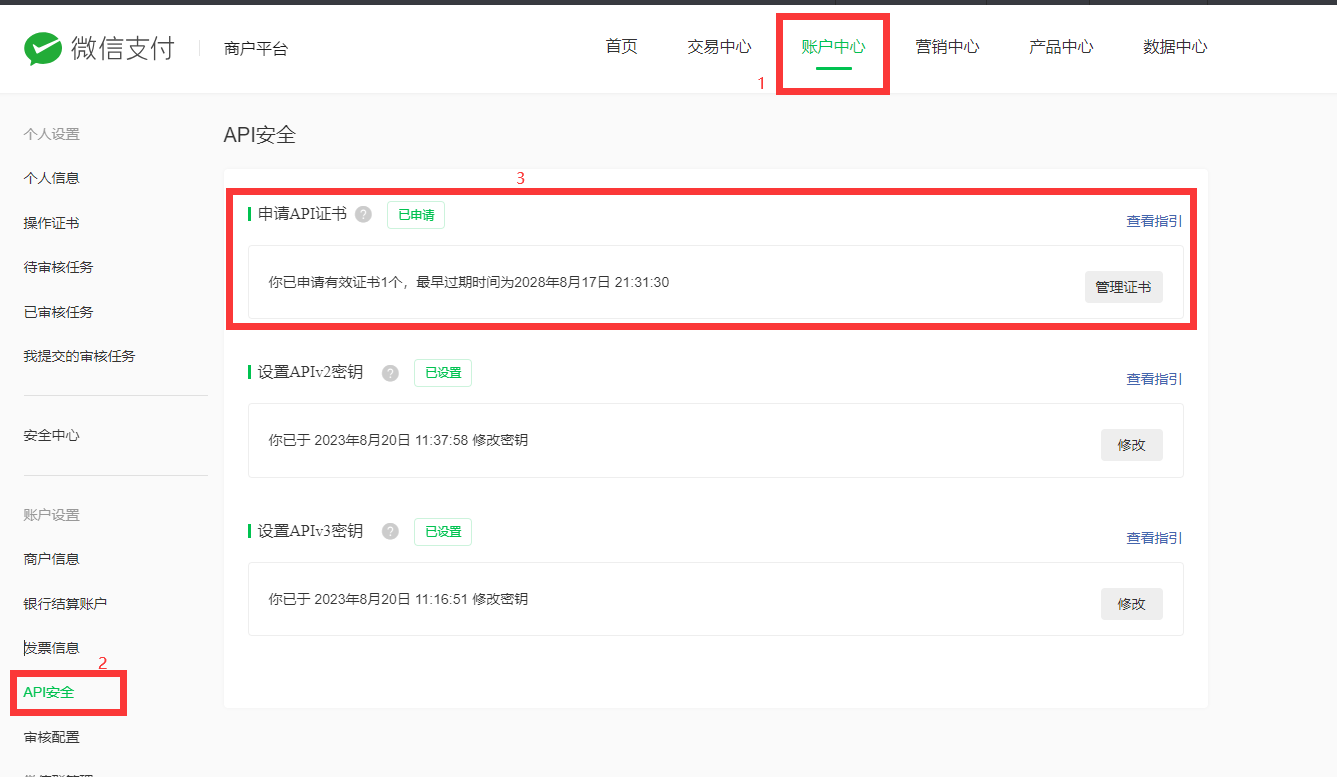 微信支付 商户平台 首页 交易中心 账户中心 营销中心 产品中心 数据中心
1
个人设置
个人信息
操作证书
待审核任务
已审核任务
我提交的审核任务
安全中心
账户设置
商户信息
银行结算账户
发票信息
2
API安全
审核配置
API安全
3
申请API证书 ? 已申请 查看指引
你已申请有效证书1个，最早过期时间为2028年8月17日 21:31:30 管理证书
设置APIv2密钥 ? 已设置 查看指引
你已于 2023年8月20日 11:37:58 修改密钥 修改
设置APIv3密钥 ? 已设置 查看指引
你已于 2023年8月20日 11:16:51 修改密钥 修改